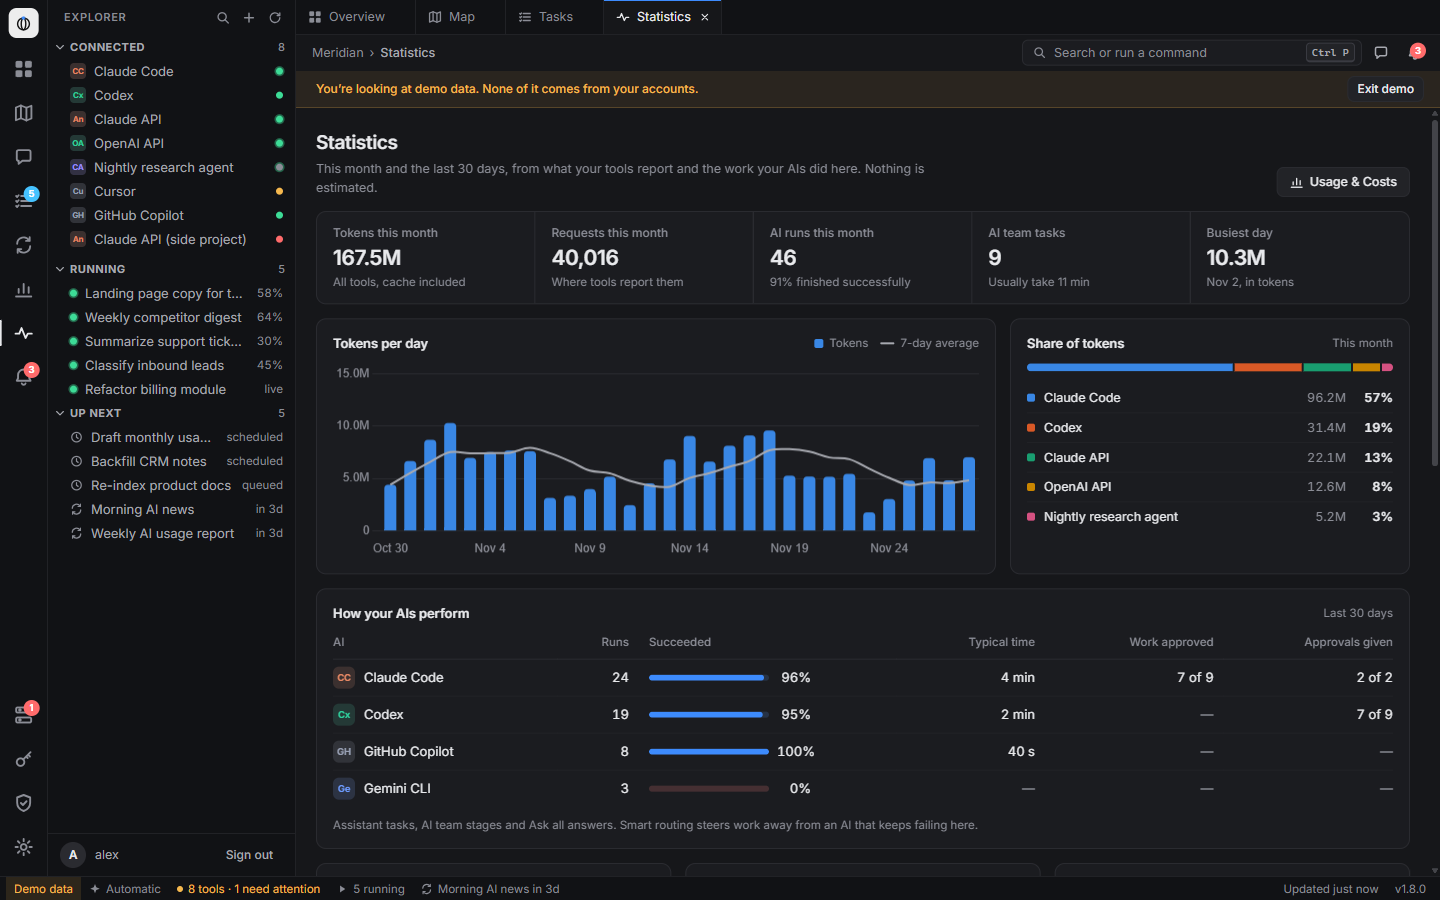 EXPLORER
CONNECTED 8
CC Claude Code
Cx Codex
An Claude API
OA OpenAI API
CA Nightly research agent
Cu Cursor
GH GitHub Copilot
An Claude API (side project)
RUNNING 5
Landing page copy for t... 58%
Weekly competitor digest 64%
Summarize support tick... 30%
Classify inbound leads 45%
Refactor billing module live
UP NEXT 5
Draft monthly usa... scheduled
Backfill CRM notes scheduled
Re-index product docs queued
Morning AI news in 3d
Weekly AI usage report in 3d
5
3
1
A alex Sign out
Overview Map Tasks Statistics
Meridian › Statistics
Search or run a command Ctrl P
3
You're looking at demo data. None of it comes from your accounts. Exit demo
Statistics
This month and the last 30 days, from what your tools report and the work your AIs did here. Nothing is
estimated.
Usage & Costs
Tokens this month
167.5M
All tools, cache included
Requests this month
40,016
Where tools report them
AI runs this month
46
91% finished successfully
AI team tasks
9
Usually take 11 min
Busiest day
10.3M
Nov 2, in tokens
Tokens per day Tokens 7-day average
15.0M
10.0M
5.0M
0
Oct 30 Nov 4 Nov 9 Nov 14 Nov 19 Nov 24
Share of tokens This month
Claude Code 96.2M 57%
Codex 31.4M 19%
Claude API 22.1M 13%
OpenAI API 12.6M 8%
Nightly research agent 5.2M 3%
How your AIs perform Last 30 days
AI Runs Succeeded Typical time Work approved Approvals given
CC Claude Code 24 96% 4 min 7 of 9 2 of 2
Cx Codex 19 95% 2 min — 7 of 9
GH GitHub Copilot 8 100% 40 s — —
Ge Gemini CLI 3 0% — — —
Assistant tasks, AI team stages and Ask all answers. Smart routing steers work away from an AI that keeps failing here.
Demo data Automatic 8 tools · 1 need attention 5 running Morning AI news in 3d Updated just now v1.8.0